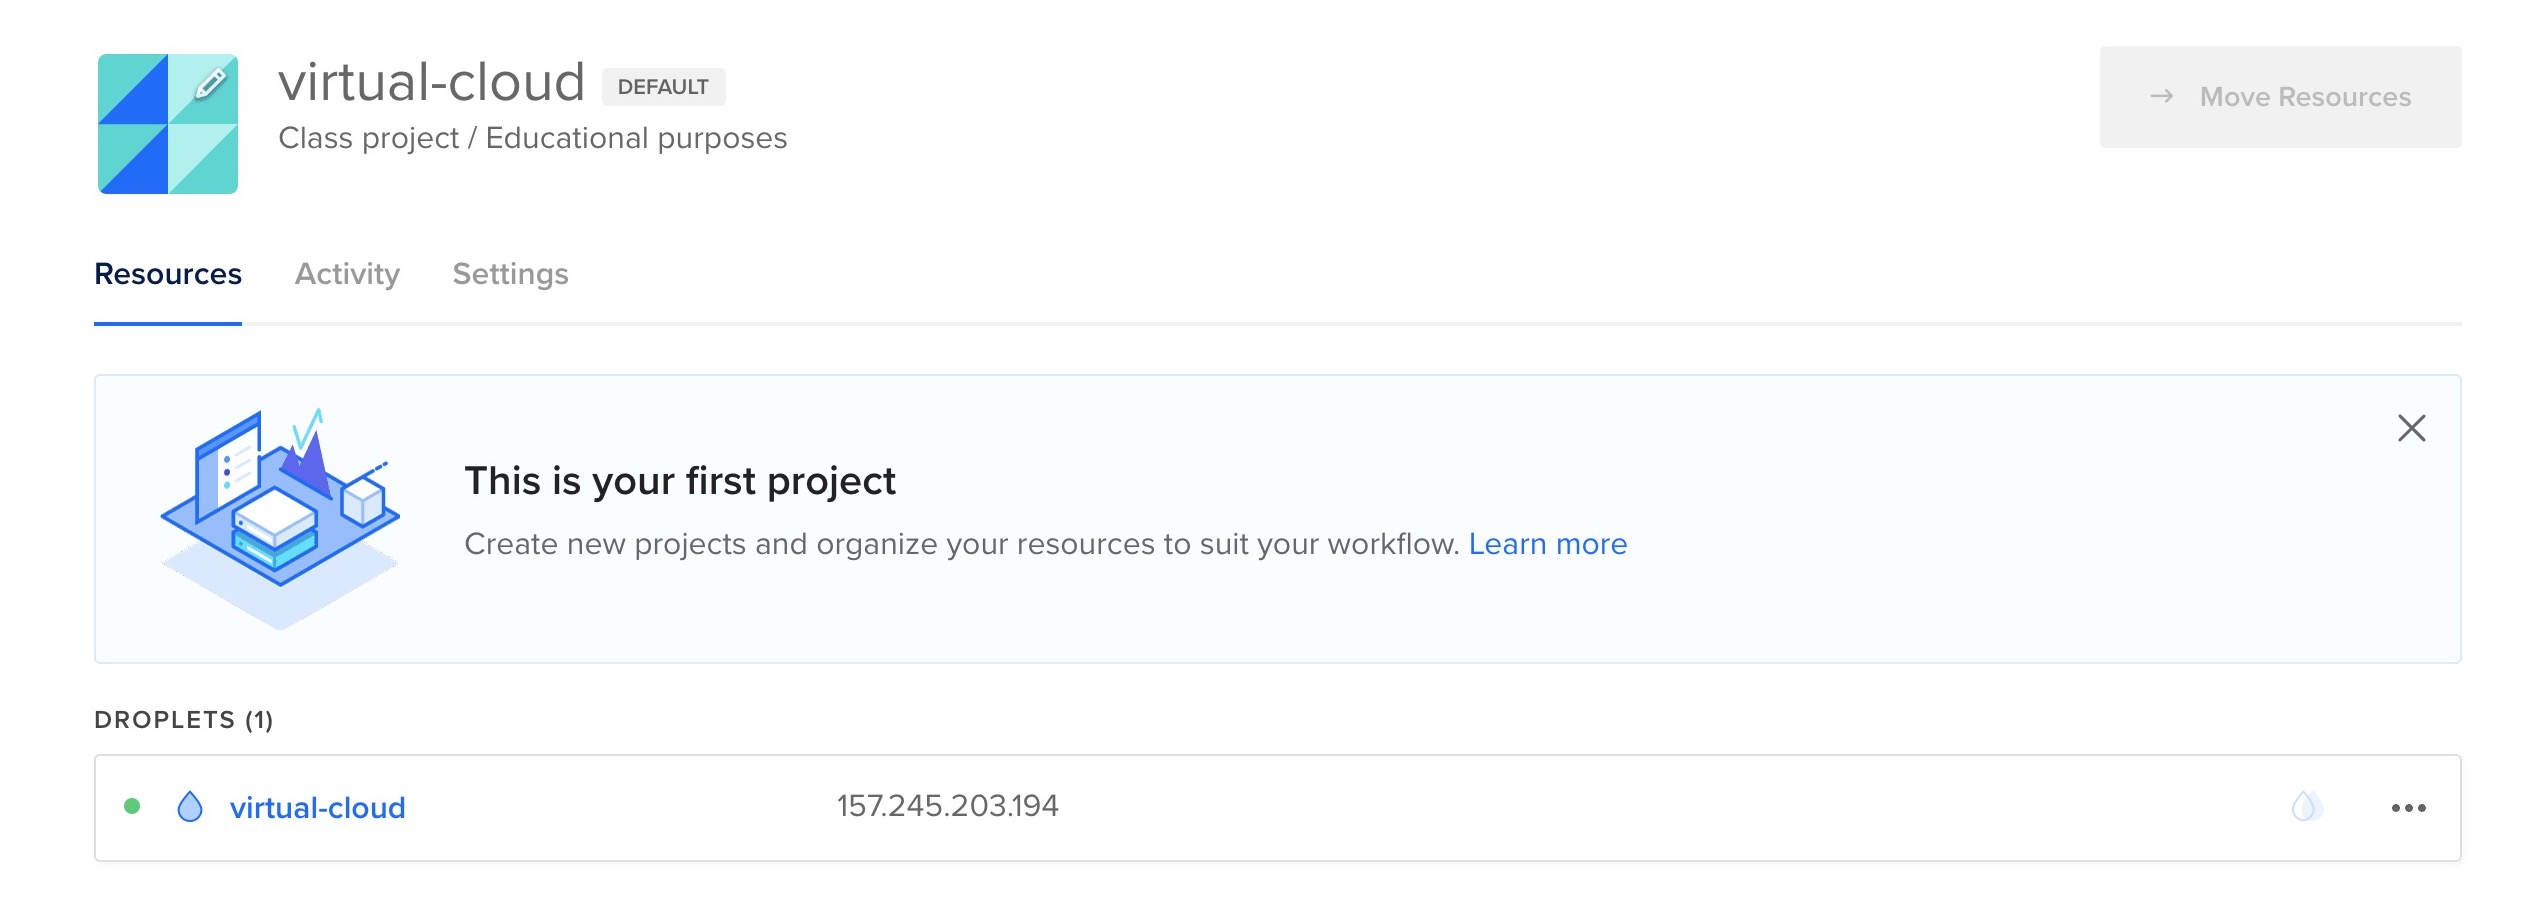 virtual-cloud DEFAULT
Class project / Educational purposes
→ Move Resources
Resources Activity Settings
This is your first project
Create new projects and organize your resources to suit your workflow. Learn more
DROPLETS (1)
virtual-cloud 157.245.203.194